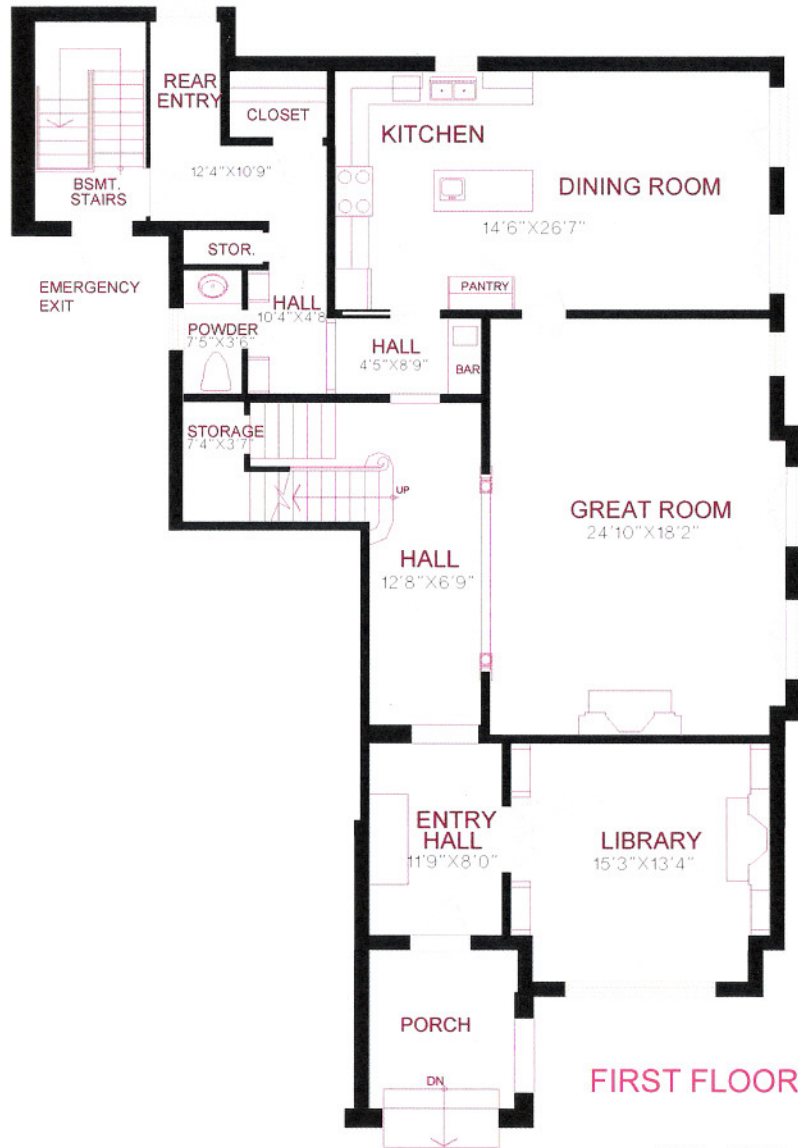 REAR
ENTRY
CLOSET
KITCHEN
12'4"X10'9"
BSMT.
STAIRS
DINING ROOM
14'6"X26'7"
STOR.
EMERGENCY
EXIT
PANTRY
HALL
10'4"X4'8
POWDER
7'5"X3'6"
HALL
4'5"X8'9"
BAR
STORAGE
7'4"X3'7"
UP
GREAT ROOM
24'10"X18'2"
HALL
12'8"X6'9"
ENTRY
HALL
11'9"X8'0"
LIBRARY
15'3"X13'4"
PORCH
DN
FIRST FLOOR